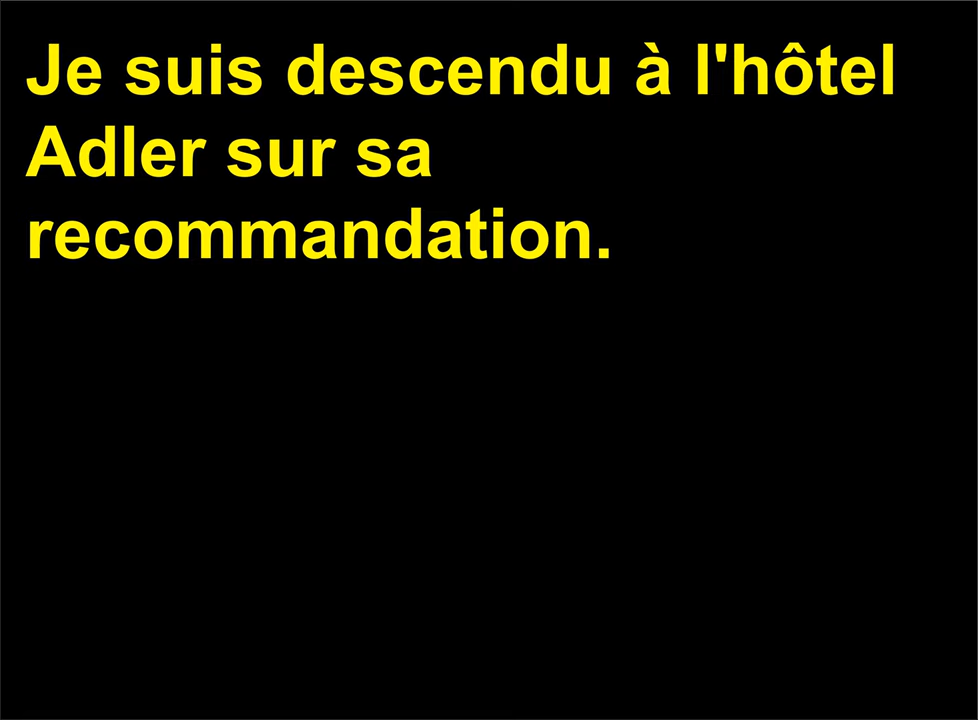 Je suis descendu à l'hôtel
Adler sur sa
recommandation.